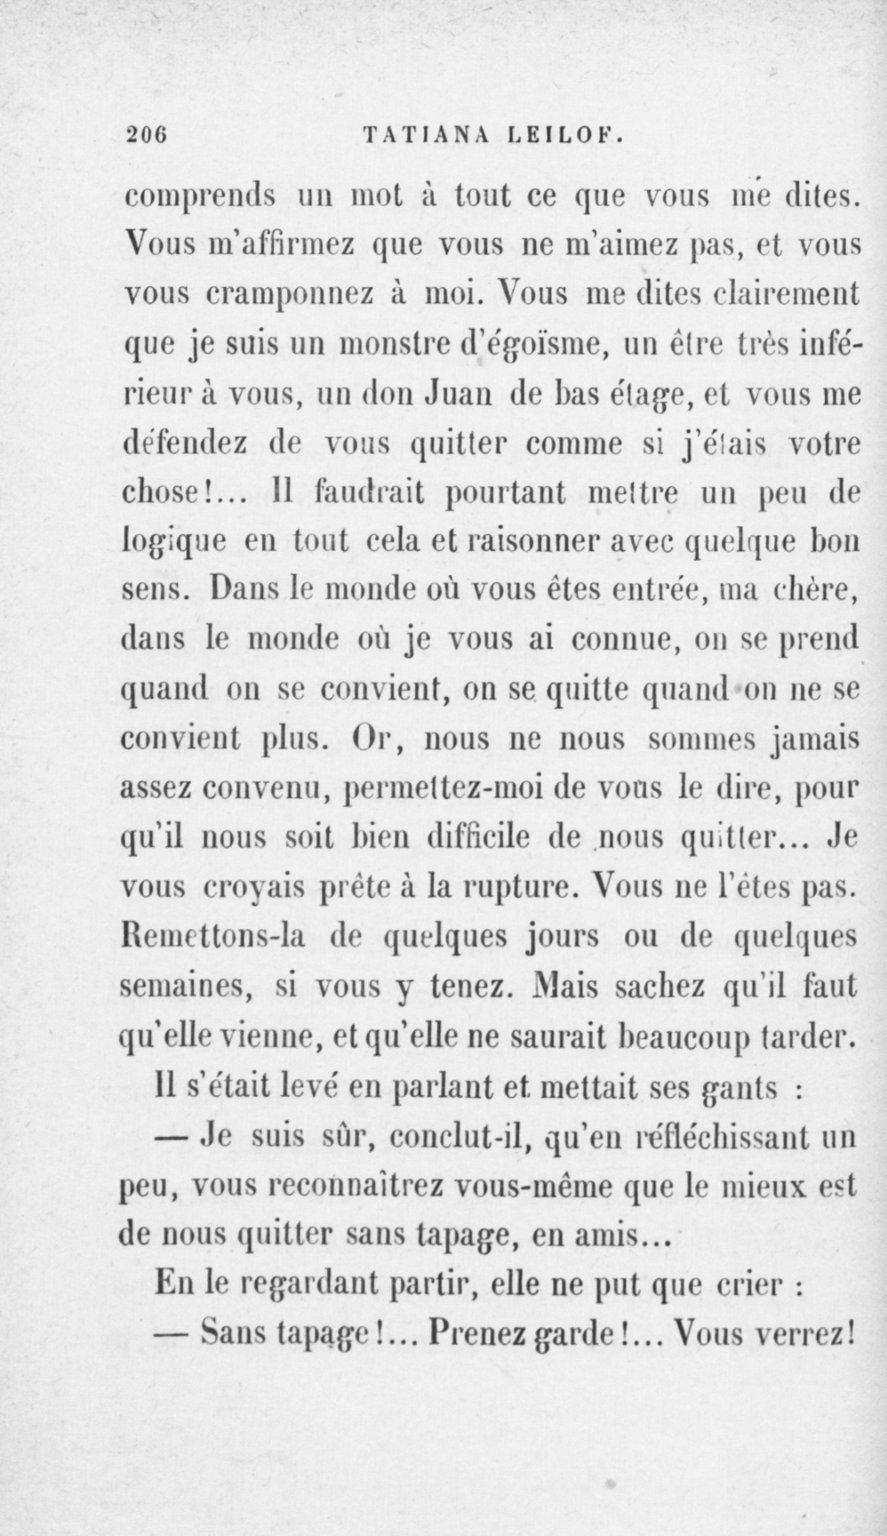 206 TATIANA LEILOF.
comprends un mot à tout ce que vous me dites.
Vous m'affirmez que vous ne m'aimez pas, et vous
vous cramponnez à moi. Vous me dites clairement
que je suis un monstre d'égoïsme, un être très infé-
rieur à vous, un don Juan de bas étage, et vous me
défendez de vous quitter comme si j'étais votre
chose!... Il faudrait pourtant mettre un peu de
logique en tout cela et raisonner avec quelque bon
sens. Dans le monde où vous êtes entrée, ma chère,
dans le monde où je vous ai connue, on se prend
quand on se convient, on se quitte quand on ne se
convient plus. Or, nous ne nous sommes jamais
assez convenu, permettez-moi de vous le dire, pour
qu'il nous soit bien difficile de nous quitter... Je
vous croyais prête à la rupture. Vous ne l'êtes pas.
Remettons-la de quelques jours ou de quelques
semaines, si vous y tenez. Mais sachez qu'il faut
qu'elle vienne, et qu'elle ne saurait beaucoup tarder.
Il s'était levé en parlant et mettait ses gants :
— Je suis sûr, conclut-il, qu'en réfléchissant un
peu, vous reconnaîtrez vous-même que le mieux est
de nous quitter sans tapage, en amis...
En le regardant partir, elle ne put que crier :
— Sans tapage!... Prenez garde!... Vous verrez!